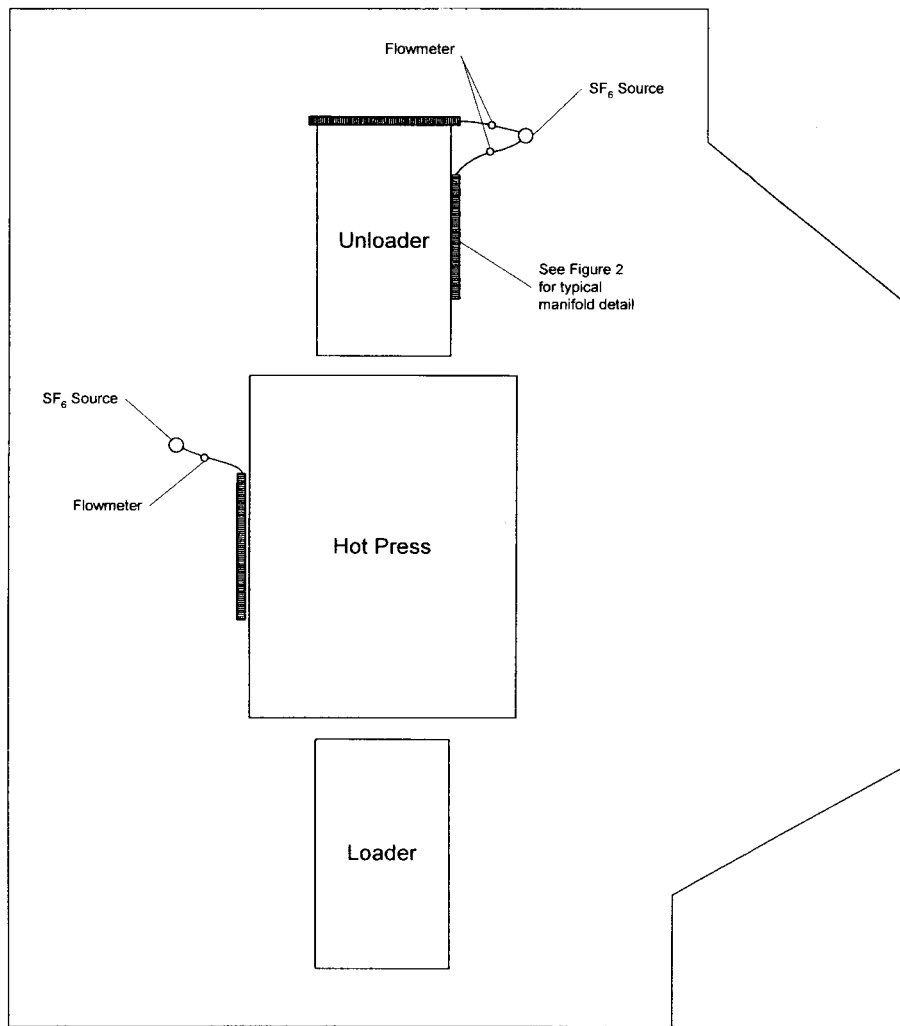 Flowmeter
SF₆ Source
Unloader
See Figure 2
for typical
manifold detail
SF₆ Source
Flowmeter
Hot Press
Loader